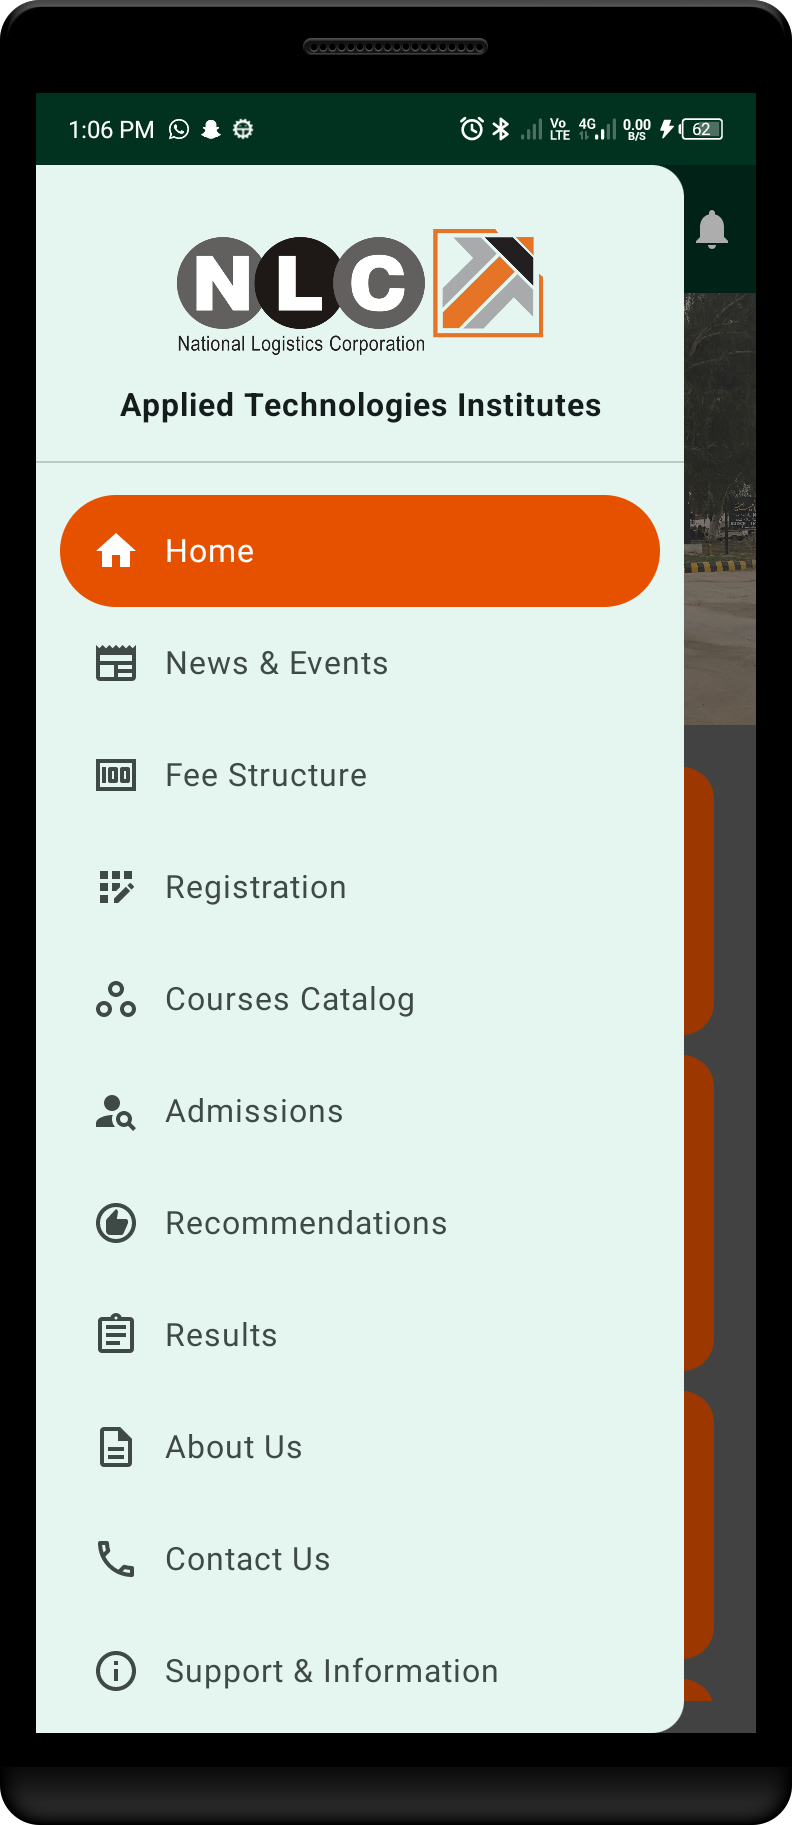 1:06 PM
Vo
LTE
4G
0.00
B/S
62
NLC
National Logistics Corporation
Applied Technologies Institutes
Home
News & Events
100
Fee Structure
Registration
Courses Catalog
Admissions
Recommendations
Results
About Us
Contact Us
Support & Information